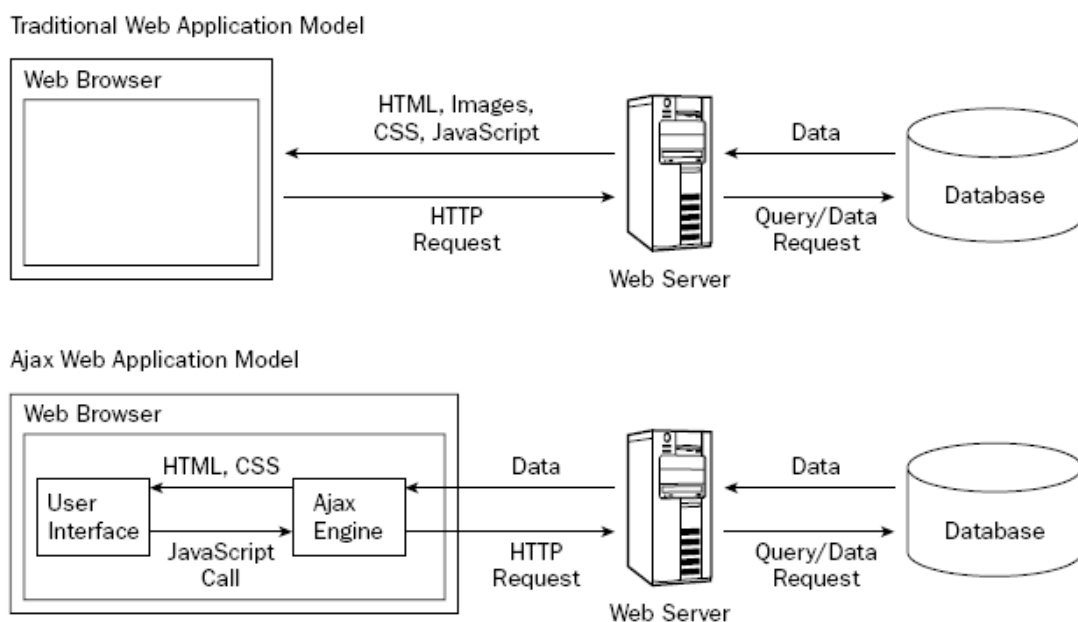 Traditional Web Application Model
Web Browser
HTML, Images,
CSS, JavaScript
HTTP
Request
Web Server
Data
Query/Data
Request
Database
Ajax Web Application Model
Web Browser
User
Interface
HTML, CSS
JavaScript
Call
Ajax
Engine
Data
HTTP
Request
Web Server
Data
Query/Data
Request
Database